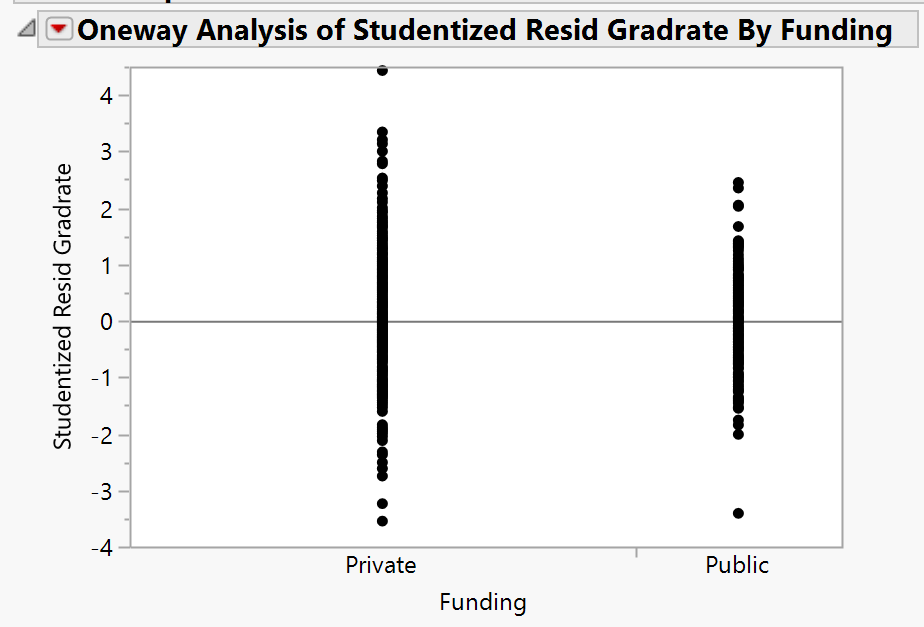 Oneway Analysis of Studentized Resid Gradrate By Funding
Studentized Resid Gradrate
4
3
2
1
0
-1
-2
-3
-4
Private
Public
Funding